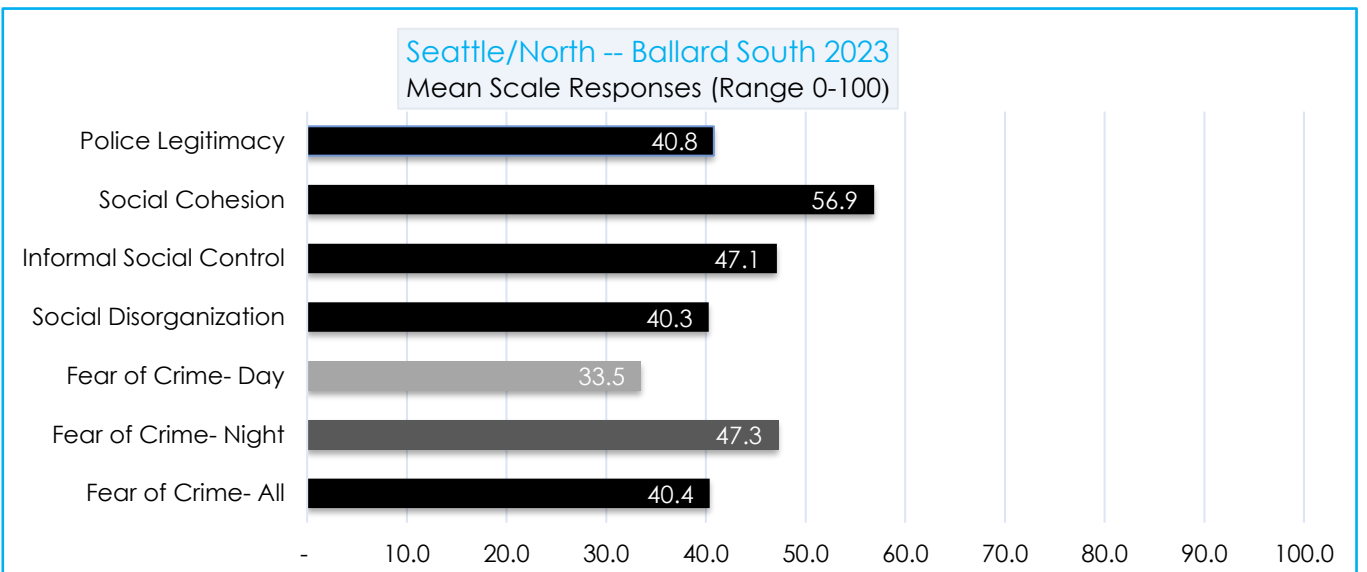 Seattle/North -- Ballard South 2023
Mean Scale Responses (Range 0-100)
Police Legitimacy 40.8
Social Cohesion 56.9
Informal Social Control 47.1
Social Disorganization 40.3
Fear of Crime- Day 33.5
Fear of Crime- Night 47.3
Fear of Crime- All 40.4
- 10.0 20.0 30.0 40.0 50.0 60.0 70.0 80.0 90.0 100.0